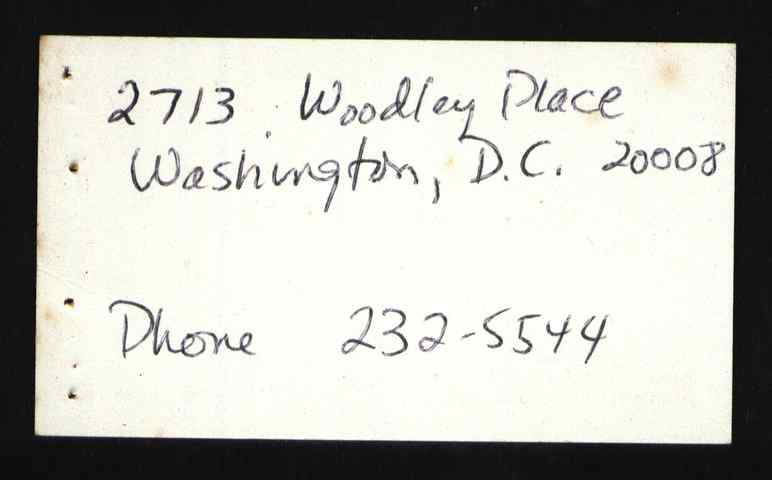 2713 Woodley Place
Washington, D.C. 20008
Phone 232-5544